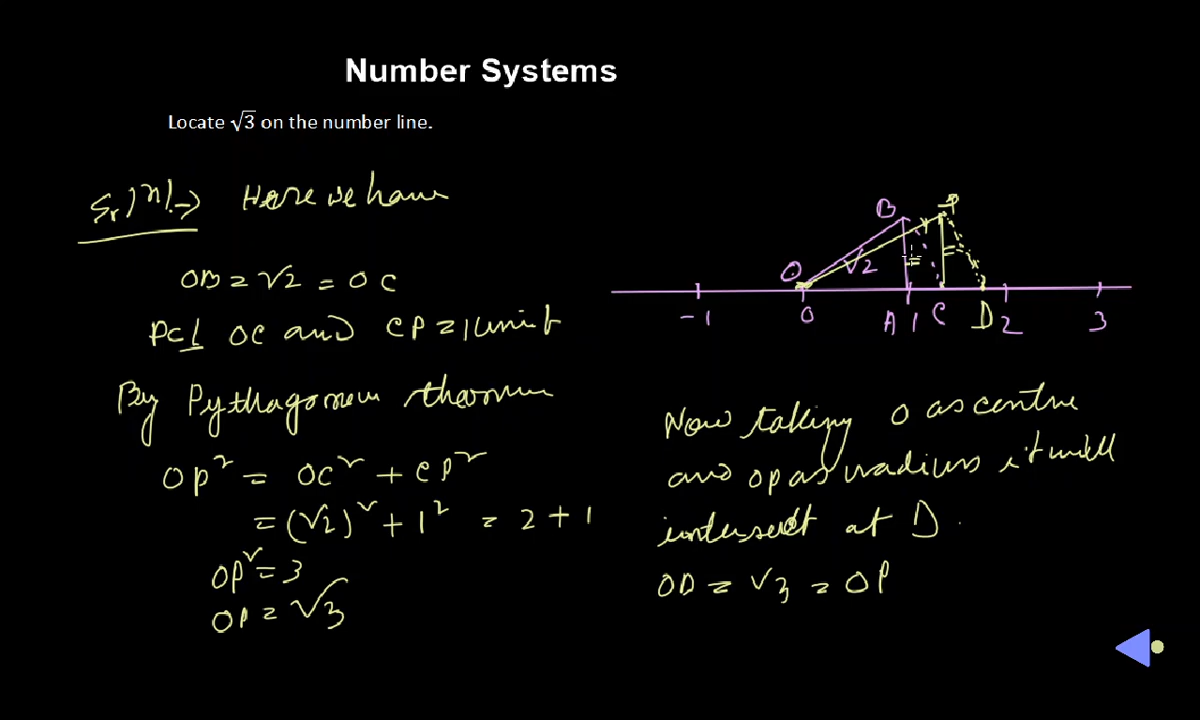 Number Systems
Locate √3 on the number line.
Sol^n :→ Here we have
OB = √2 = OC
PC ⊥ OC and CP = 1 unit
By Pythagorean theorem
OP² = OC² + CP²
= (√2)² + 1² = 2 + 1
OP² = 3
OP = √3
B P
O √2
-1 0 A 1 C D 2 3
Now taking O as centre
and OP as radius it will
intersect at D.
OD = √3 = OP